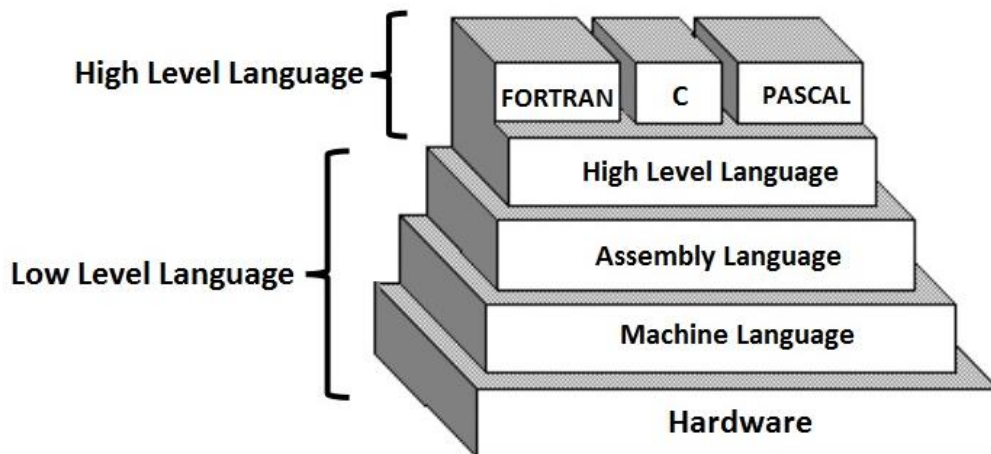 High Level Language
FORTRAN
C
PASCAL
High Level Language
Low Level Language
Assembly Language
Machine Language
Hardware